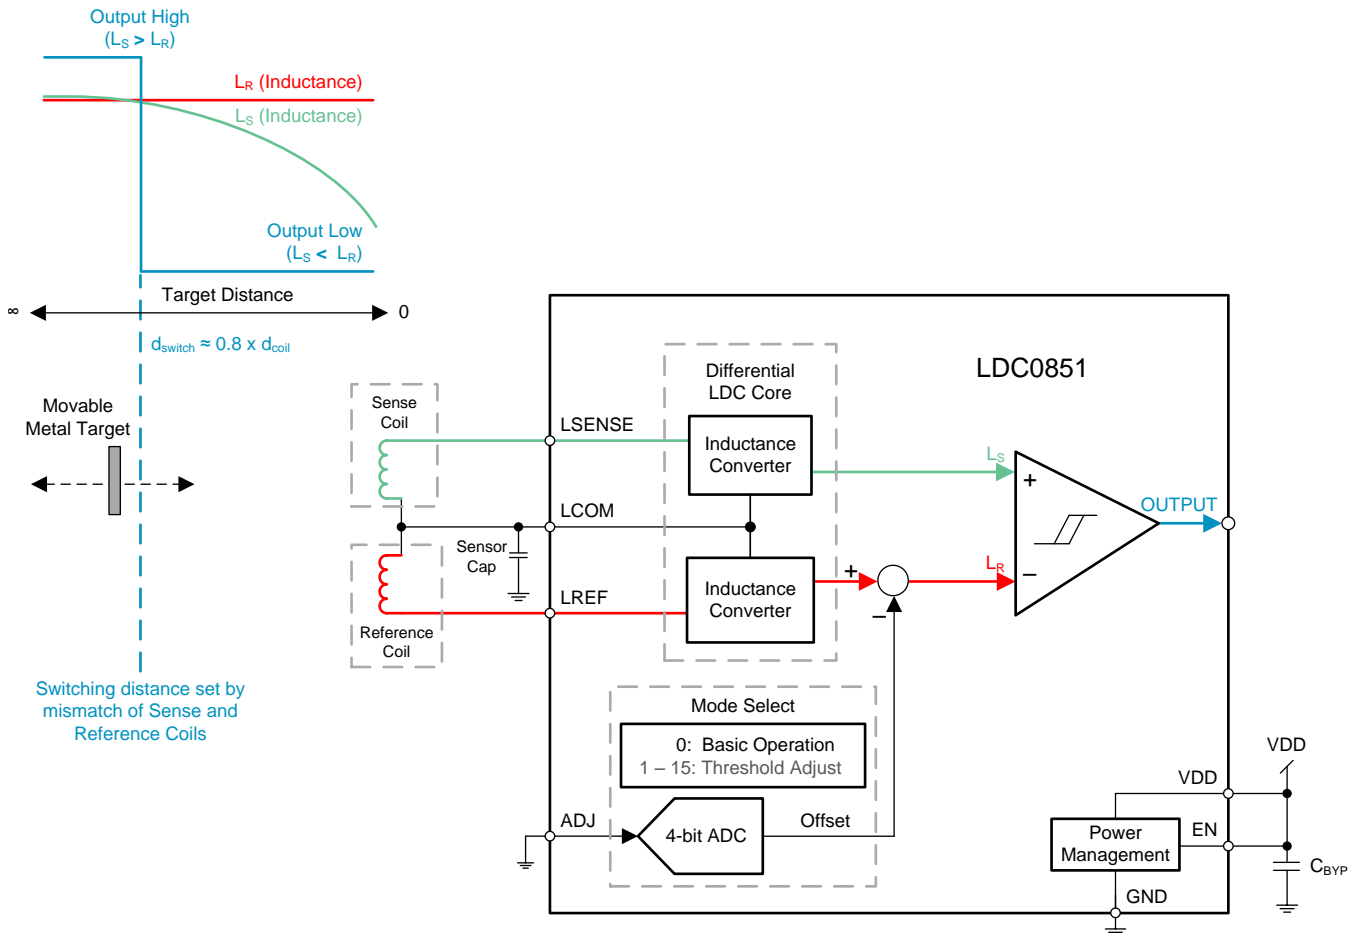 Output High
(LS > LR)
LR (Inductance)
LS (Inductance)
Output Low
(LS < LR)
Target Distance
∞
0
dswitch ≈ 0.8 x dcoil
Movable
Metal Target
Switching distance set by
mismatch of Sense and
Reference Coils
Sense
Coil
Reference
Coil
Sensor
Cap
LSENSE
LCOM
LREF
Differential
LDC Core
Inductance
Converter
Inductance
Converter
LDC0851
LS
+
LR
−
+
−
OUTPUT
Mode Select
0: Basic Operation
1 – 15: Threshold Adjust
ADJ
4-bit ADC
Offset
VDD
VDD
EN
Power
Management
GND
CBYP